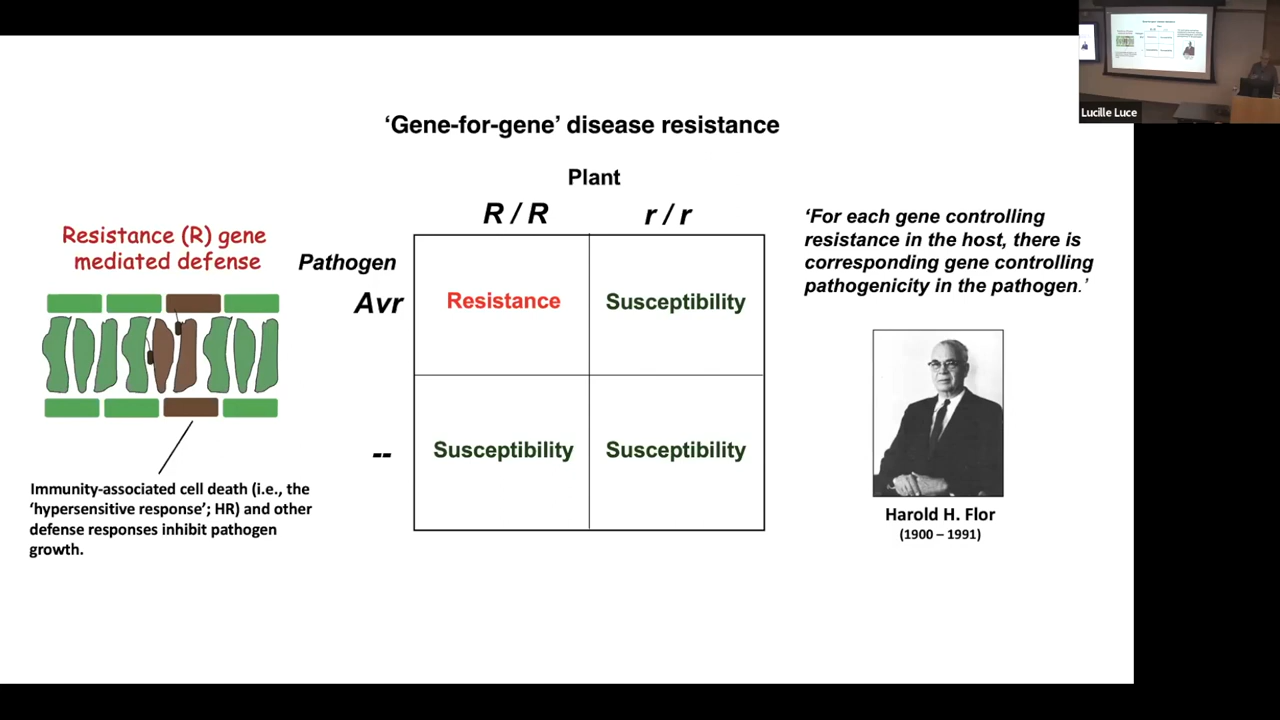 Lucille Luce
‘Gene-for-gene’ disease resistance
Plant
R / R
r / r
Pathogen
Avr
Resistance
Susceptibility
--
Susceptibility
Susceptibility
Resistance (R) gene
mediated defense
Immunity-associated cell death (i.e., the
‘hypersensitive response’; HR) and other
defense responses inhibit pathogen
growth.
‘For each gene controlling
resistance in the host, there is
corresponding gene controlling
pathogenicity in the pathogen.’
Harold H. Flor
(1900 – 1991)